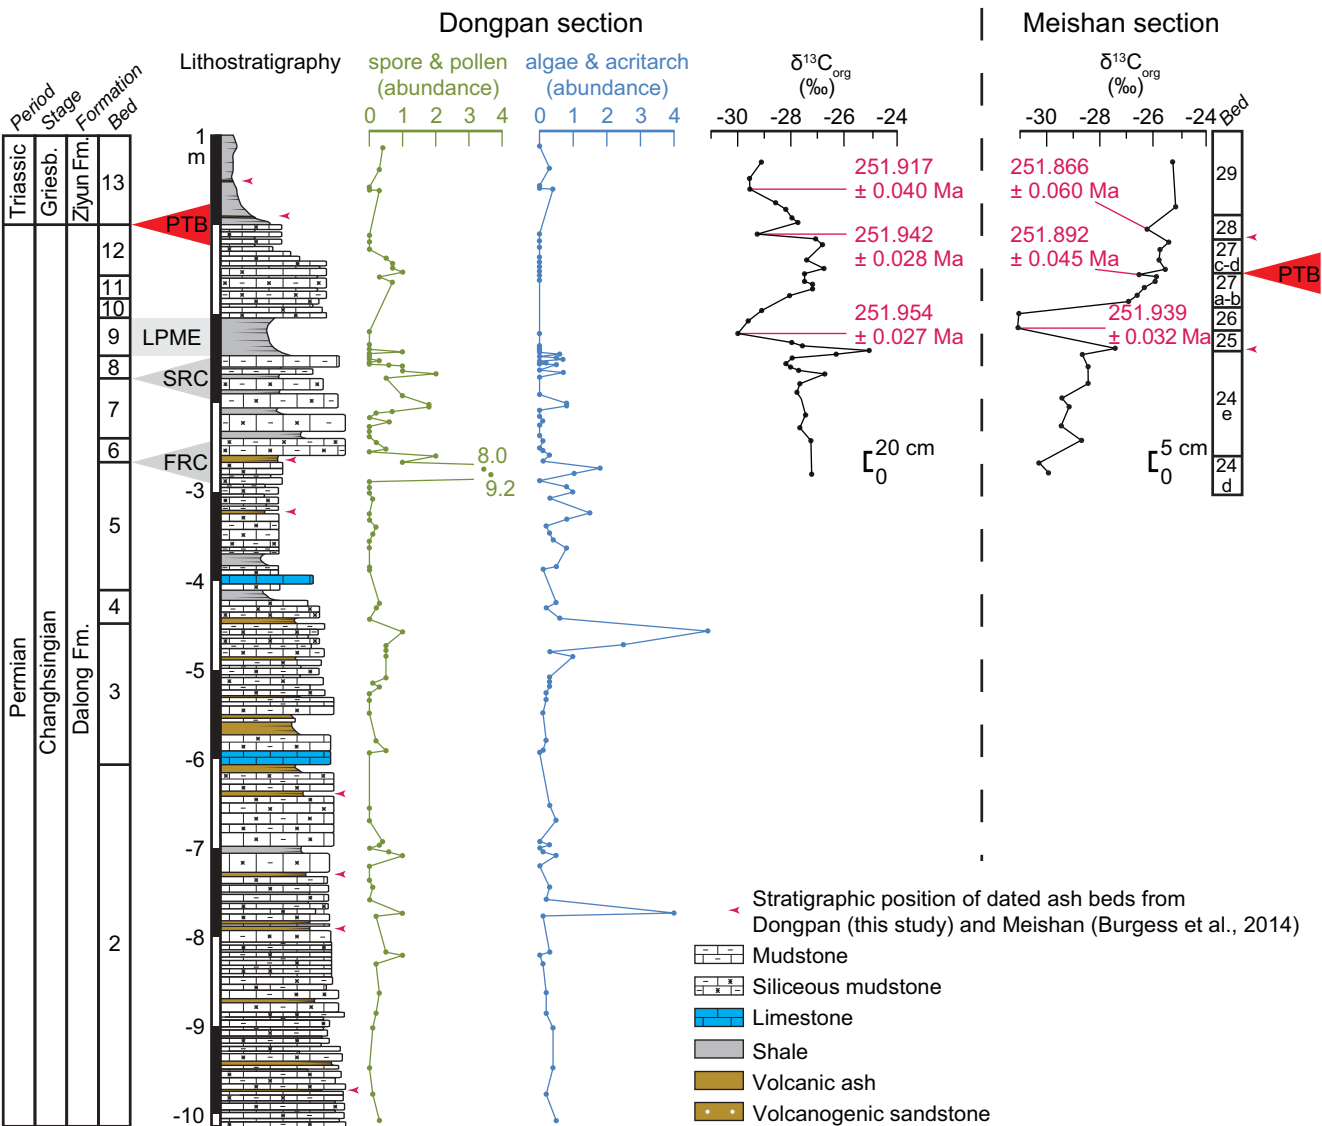 Dongpan section
Meishan section
Period
Stage
Formation
Bed
Lithostratigraphy
spore & pollen
(abundance)
0 1 2 3 4
algae & acritarch
(abundance)
0 1 2 3 4
δ¹³Corg
(‰)
-30 -28 -26 -24
δ¹³Corg
(‰)
-30 -28 -26 -24
Bed
Triassic
Griesb.
Ziyun Fm.
Permian
Changhsingian
Dalong Fm.
13
12
11
10
9
8
7
6
5
4
3
2
PTB
LPME
SRC
FRC
1
m
-3
-4
-5
-6
-7
-8
-9
-10
8.0
9.2
251.917
± 0.040 Ma
251.942
± 0.028 Ma
251.954
± 0.027 Ma
20 cm
0
251.866
± 0.060 Ma
251.892
± 0.045 Ma
251.939
± 0.032 Ma
5 cm
0
29
28
27
c-d
27
a-b
26
25
24
e
24
d
PTB
Stratigraphic position of dated ash beds from
Dongpan (this study) and Meishan (Burgess et al., 2014)
Mudstone
Siliceous mudstone
Limestone
Shale
Volcanic ash
Volcanogenic sandstone